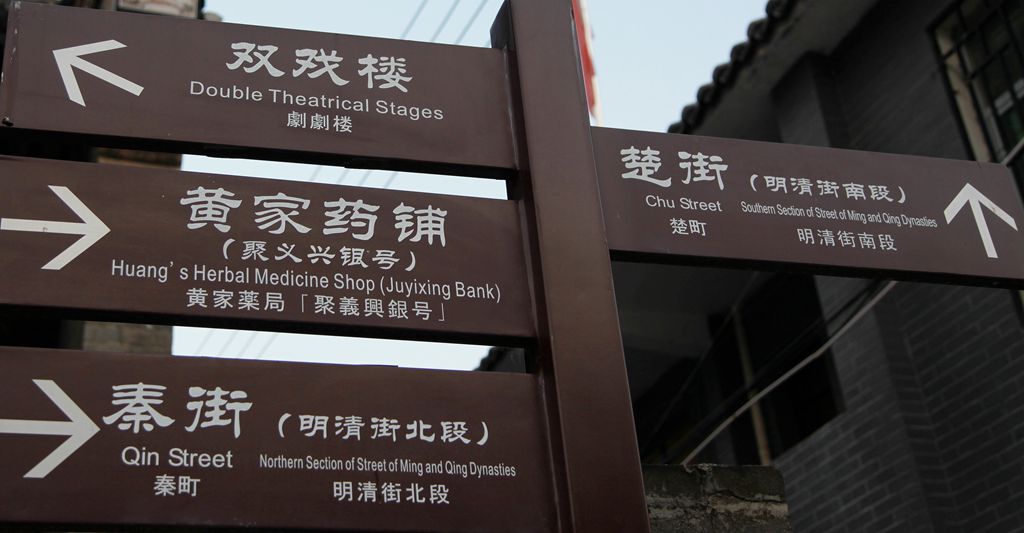 双戏楼
Double Theatrical Stages
劇劇楼
黄家药铺
(聚义兴银号)
Huang's Herbal Medicine Shop (Juyixing Bank)
黄家薬局「聚義興銀号」
秦街 (明清街北段)
Qin Street Northern Section of Street of Ming and Qing Dynasties
秦町 明清街北段
楚街 (明清街南段)
Chu Street Southern Section of Street of Ming and Qing Dynasties
楚町 明清街南段